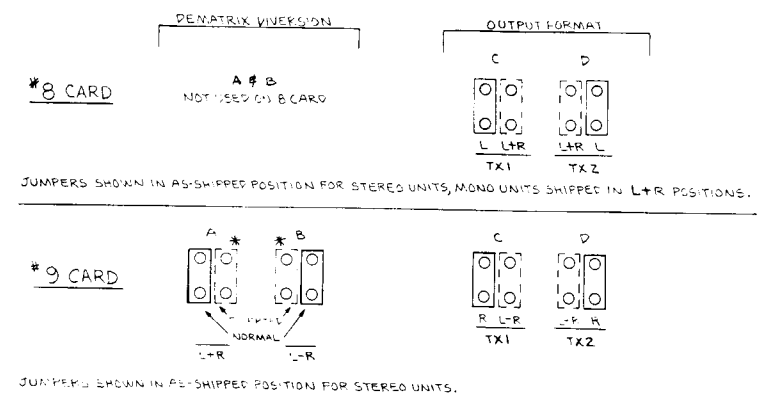 DEMATRIX VIVERSION
OUTPUT FORMAT
C D
*8 CARD
A & B
NOT USED ON 8 CARD
L L+R L+R L
TX1 TX2
JUMPERS SHOWN IN AS-SHIPPED POSITION FOR STEREO UNITS, MONO UNITS SHIPPED IN L+R POSITIONS.
A * * B C D
*9 CARD
NORMAL
R L-R L-R R
L+R L-R
TX1 TX2
JUMPERS SHOWN IN AS-SHIPPED POSITION FOR STEREO UNITS.